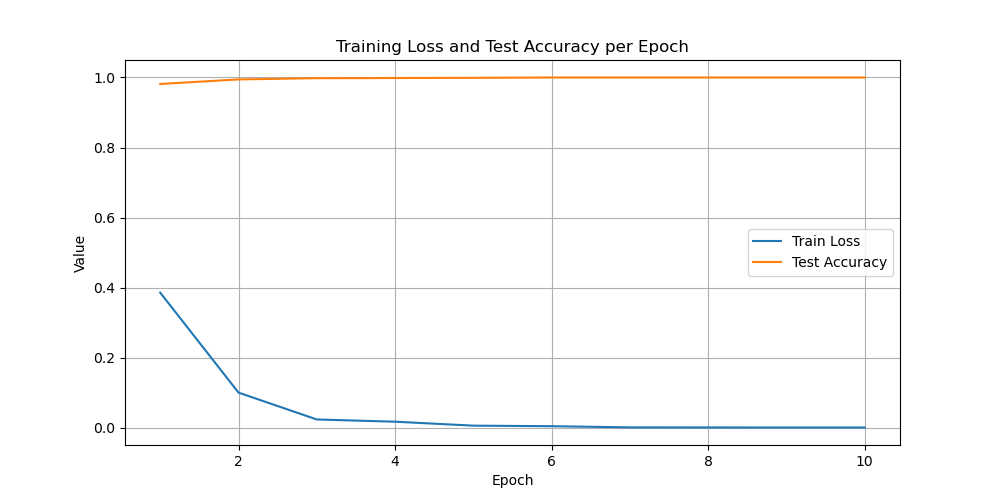 Training Loss and Test Accuracy per Epoch
1.0
0.8
0.6
0.4
0.2
0.0
Value
Train Loss
Test Accuracy
2 4 6 8 10
Epoch